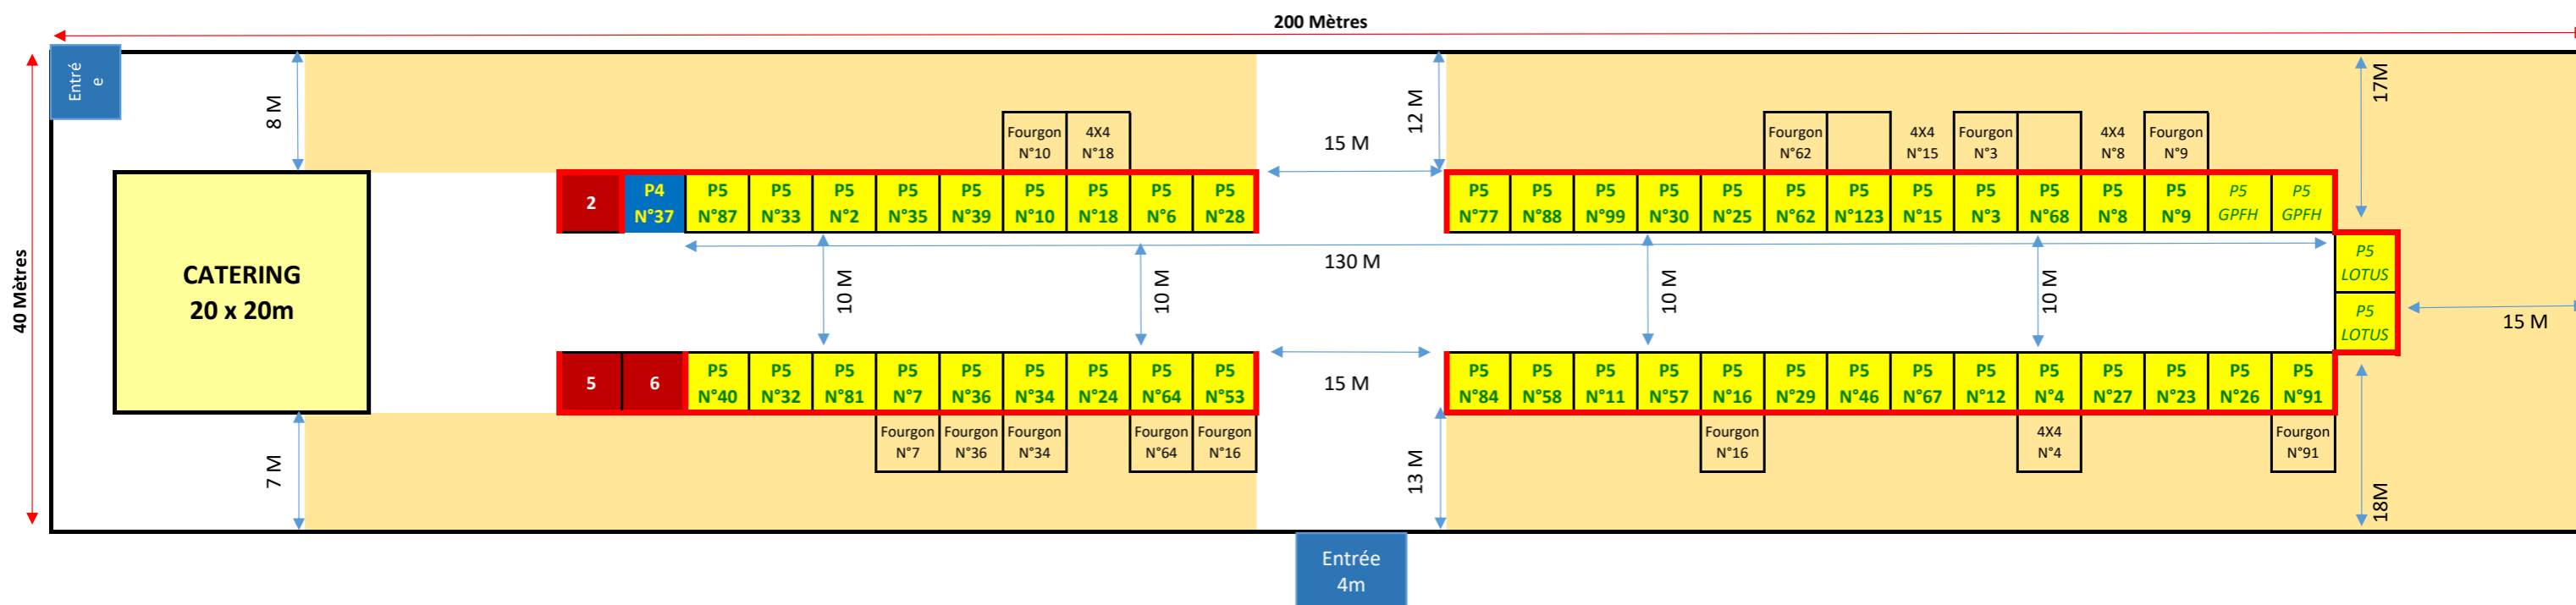 200 Mètres
Entré
e
40 Mètres
8 M
12 M
17M
15 M
Fourgon
N°10
4X4
N°18
Fourgon
N°62
4X4
N°15
Fourgon
N°3
4X4
N°8
Fourgon
N°9
2
P4
N°37
P5
N°87
P5
N°33
P5
N°2
P5
N°35
P5
N°39
P5
N°10
P5
N°18
P5
N°6
P5
N°28
P5
N°77
P5
N°88
P5
N°99
P5
N°30
P5
N°25
P5
N°62
P5
N°123
P5
N°15
P5
N°3
P5
N°68
P5
N°8
P5
N°9
P5
GPFH
P5
GPFH
CATERING
20 x 20m
130 M
10 M
10 M
10 M
10 M
P5
LOTUS
P5
LOTUS
15 M
5
6
P5
N°40
P5
N°32
P5
N°81
P5
N°7
P5
N°36
P5
N°34
P5
N°24
P5
N°64
P5
N°53
15 M
P5
N°84
P5
N°58
P5
N°11
P5
N°57
P5
N°16
P5
N°29
P5
N°46
P5
N°67
P5
N°12
P5
N°4
P5
N°27
P5
N°23
P5
N°26
P5
N°91
7 M
Fourgon
N°7
Fourgon
N°36
Fourgon
N°34
Fourgon
N°64
Fourgon
N°16
13 M
Fourgon
N°16
4X4
N°4
Fourgon
N°91
18M
Entrée
4m